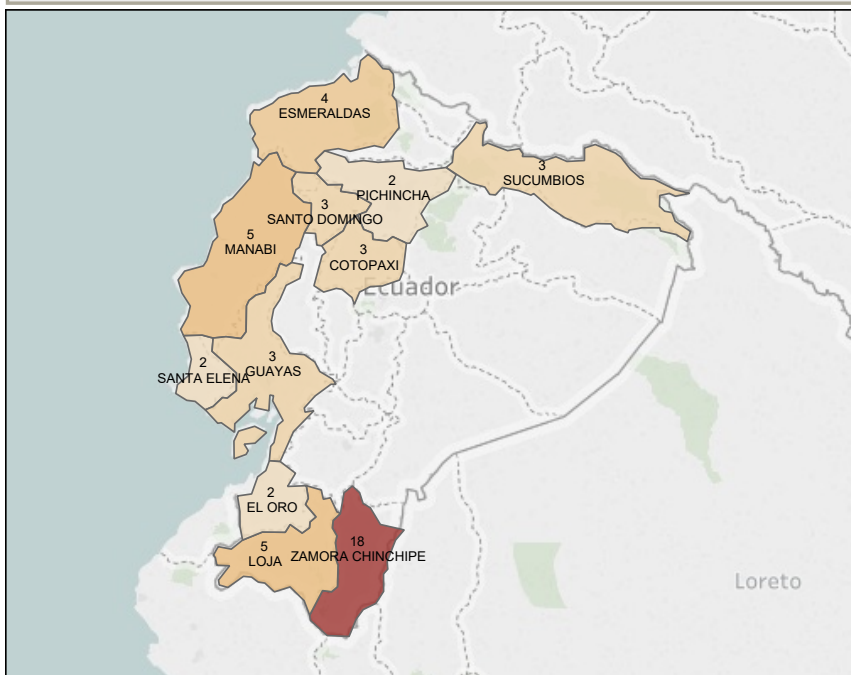 4
ESMERALDAS
3
SUCUMBIOS
2
PICHINCHA
3
SANTO DOMINGO
5
MANABI
3
COTOPAXI
Ecuador
2
SANTA ELENA
3
GUAYAS
2
EL ORO
5
LOJA
18
ZAMORA CHINCHIPE
Loreto